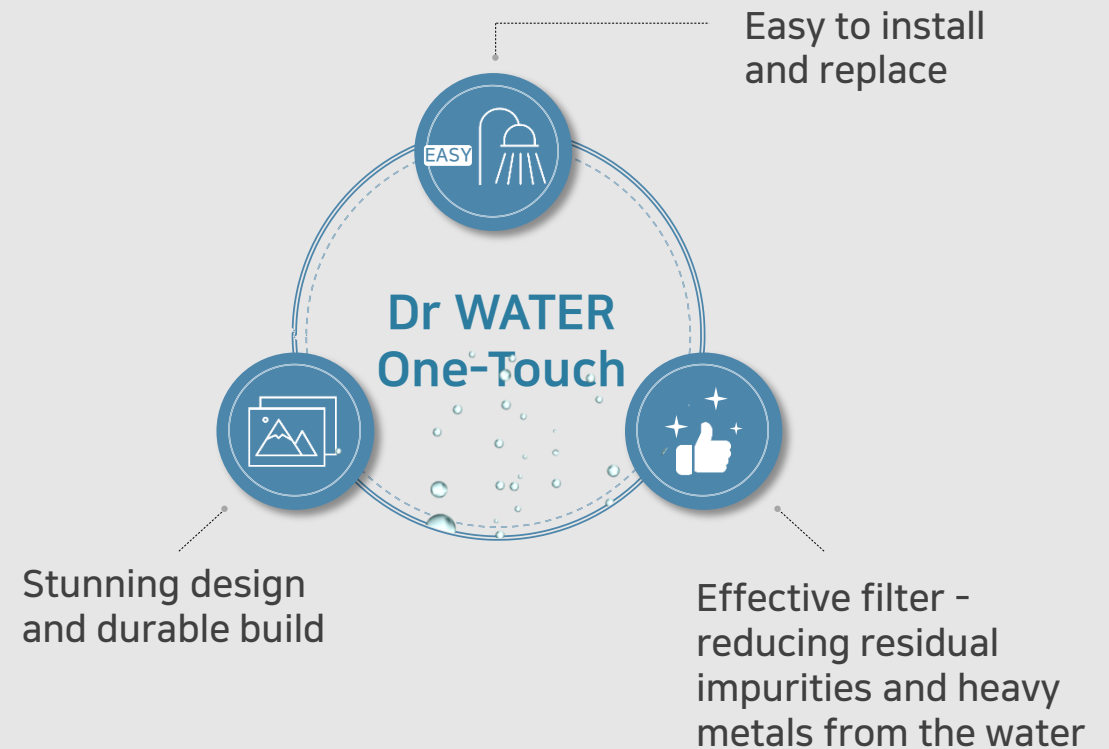 Easy to install
and replace
EASY
Dr WATER
One-Touch
Stunning design
and durable build
Effective filter -
reducing residual
impurities and heavy
metals from the water